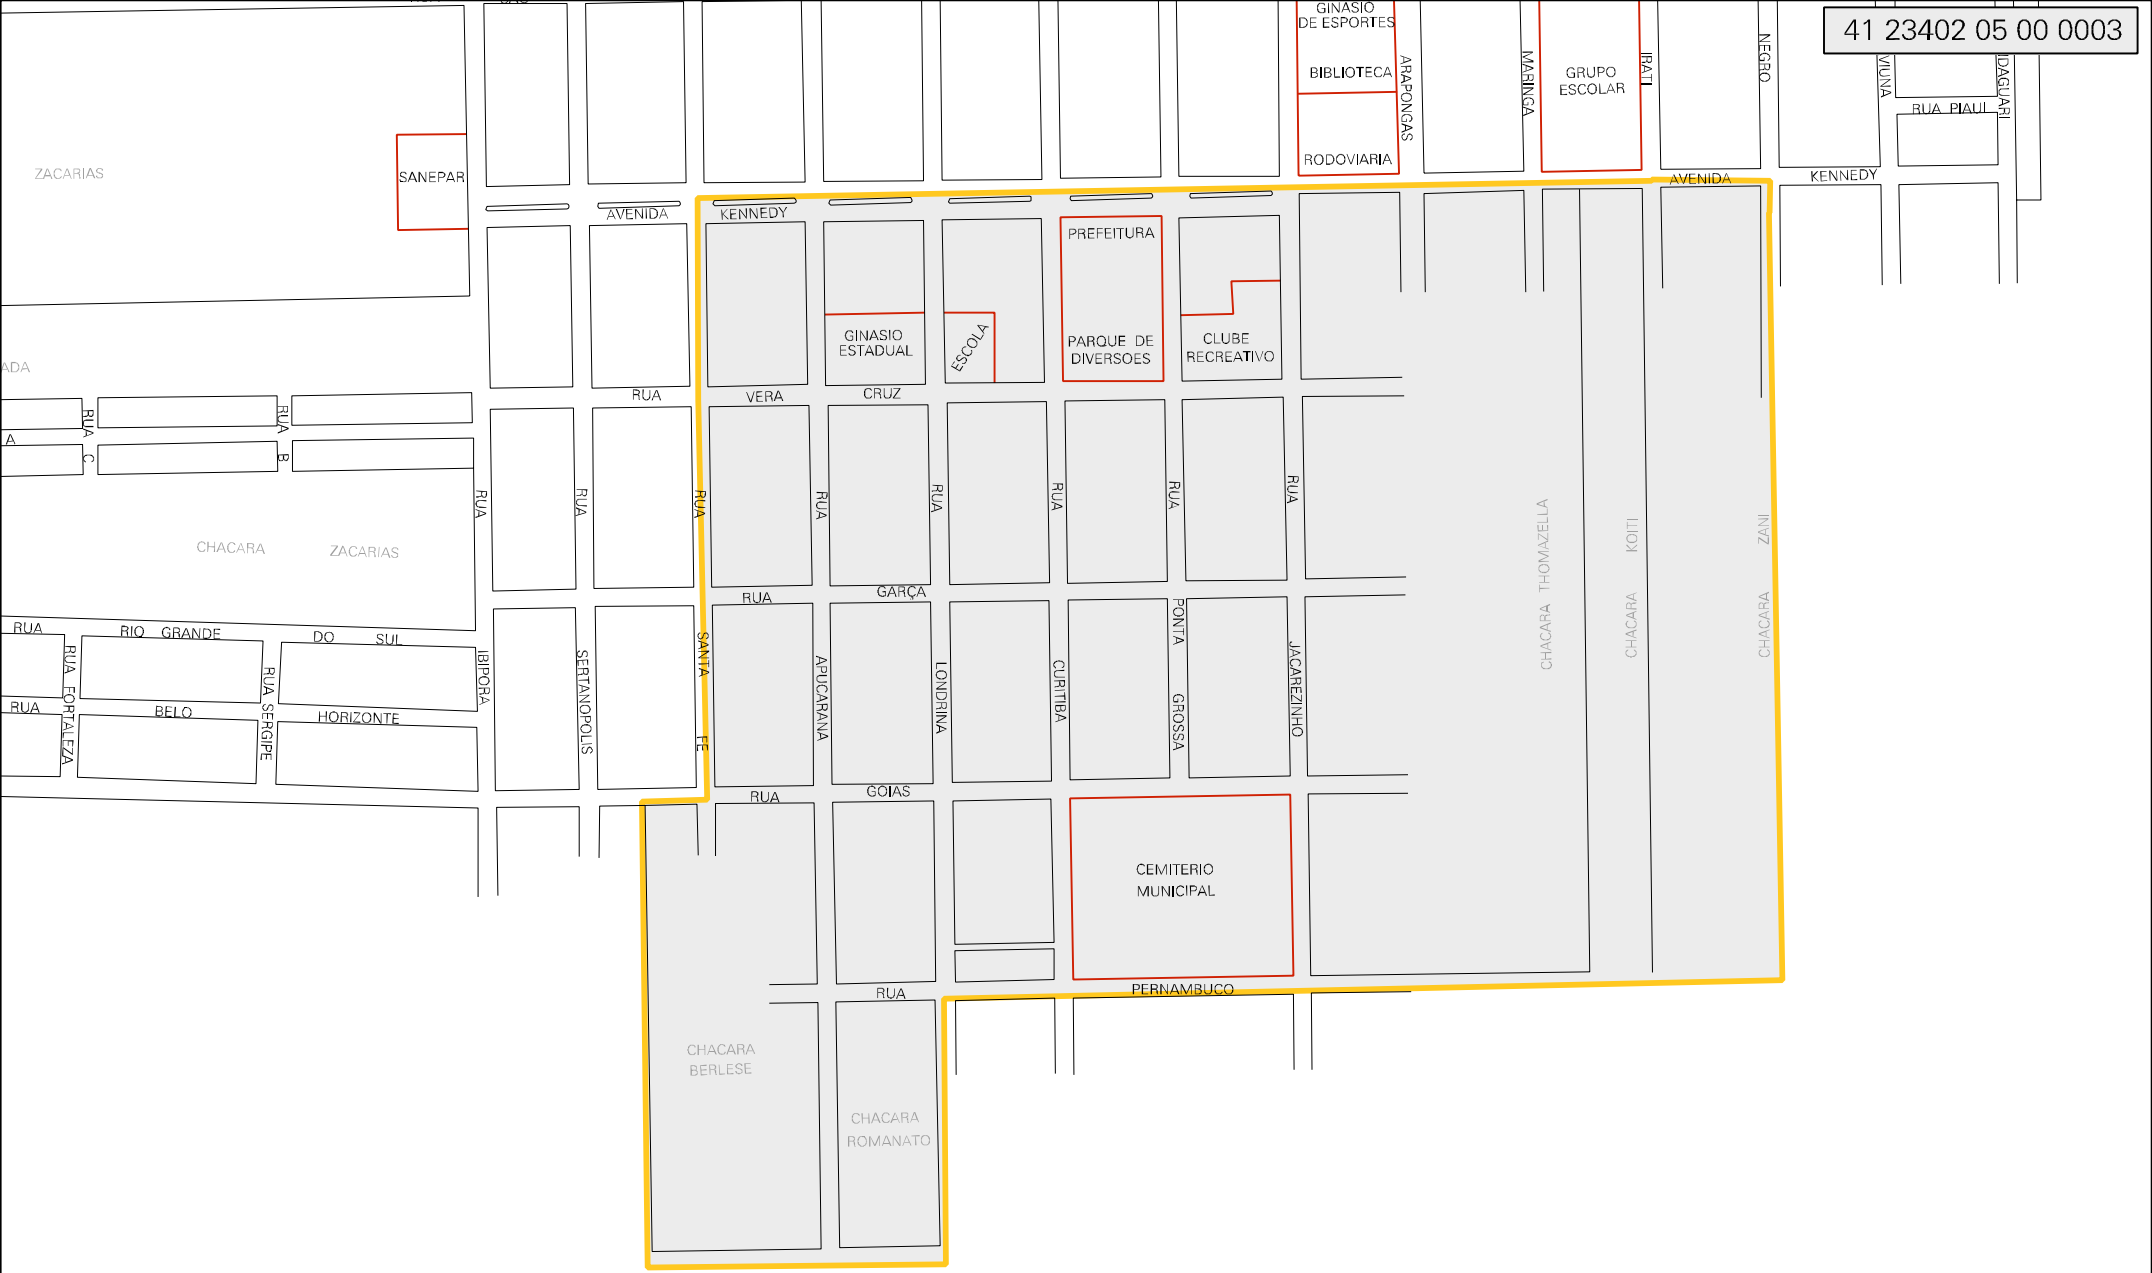 41 23402 05 00 0003
GINASIO
DE ESPORTES
BIBLIOTECA
RODOVIARIA
ARAPONGAS
MARINGA
GRUPO
ESCOLAR
IRATI
NEGRO
VIUNA
IDAGUARI
RUA PIAUÍ
ZACARIAS
SANEPAR
AVENIDA KENNEDY
AVENIDA KENNEDY
PREFEITURA
PARQUE DE
DIVERSOES
GINASIO
ESTADUAL
ESCOLA
CLUBE
RECREATIVO
ADA
RUA VERA CRUZ
RUA C
RUA B
A
CHACARA ZACARIAS
RUA IBIPORA
RUA SERTANOPOLIS
RUA SANTA FE
RUA APUCARANA
RUA LONDRINA
RUA CURITIBA
RUA PONTA GROSSA
RUA JACAREZINHO
CHACARA THOMAZELLA
CHACARA KOITI
CHACARA ZANI
RUA GARÇA
RUA RIO GRANDE DO SUL
RUA FORTALEZA
RUA SERGIPE
RUA BELO HORIZONTE
RUA GOIAS
CEMITERIO
MUNICIPAL
RUA PERNAMBUCO
CHACARA
BERLESE
CHACARA
ROMANATO